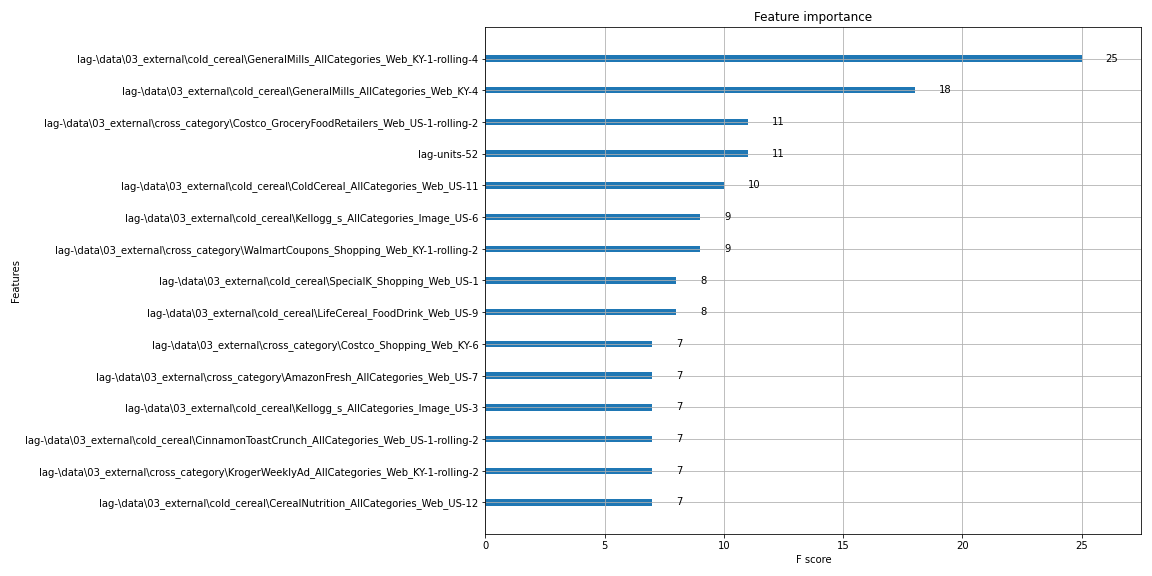 Feature importance
lag-\data\03_external\cold_cereal\GeneralMills_AllCategories_Web_KY-1-rolling-4 25
lag-\data\03_external\cold_cereal\GeneralMills_AllCategories_Web_KY-4 18
lag-\data\03_external\cross_category\Costco_GroceryFoodRetailers_Web_US-1-rolling-2 11
lag-units-52 11
lag-\data\03_external\cold_cereal\ColdCereal_AllCategories_Web_US-11 10
lag-\data\03_external\cold_cereal\Kellogg_s_AllCategories_Image_US-6 9
lag-\data\03_external\cross_category\WalmartCoupons_Shopping_Web_KY-1-rolling-2 9
lag-\data\03_external\cold_cereal\SpecialK_Shopping_Web_US-1 8
lag-\data\03_external\cold_cereal\LifeCereal_FoodDrink_Web_US-9 8
lag-\data\03_external\cross_category\Costco_Shopping_Web_KY-6 7
lag-\data\03_external\cross_category\AmazonFresh_AllCategories_Web_US-7 7
lag-\data\03_external\cold_cereal\Kellogg_s_AllCategories_Image_US-3 7
lag-\data\03_external\cold_cereal\CinnamonToastCrunch_AllCategories_Web_US-1-rolling-2 7
lag-\data\03_external\cross_category\KrogerWeeklyAd_AllCategories_Web_KY-1-rolling-2 7
lag-\data\03_external\cold_cereal\CerealNutrition_AllCategories_Web_US-12 7
Features
0 5 10 15 20 25
F score